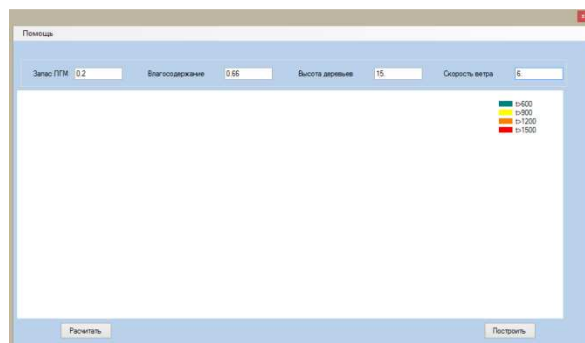 Помощь
Запас ПГМ 0.2 Влагосодержание 0.66 Высота деревьев 15. Скорость ветра 6.
t>600
t>900
t>1200
t>1500
Расчитать Построить